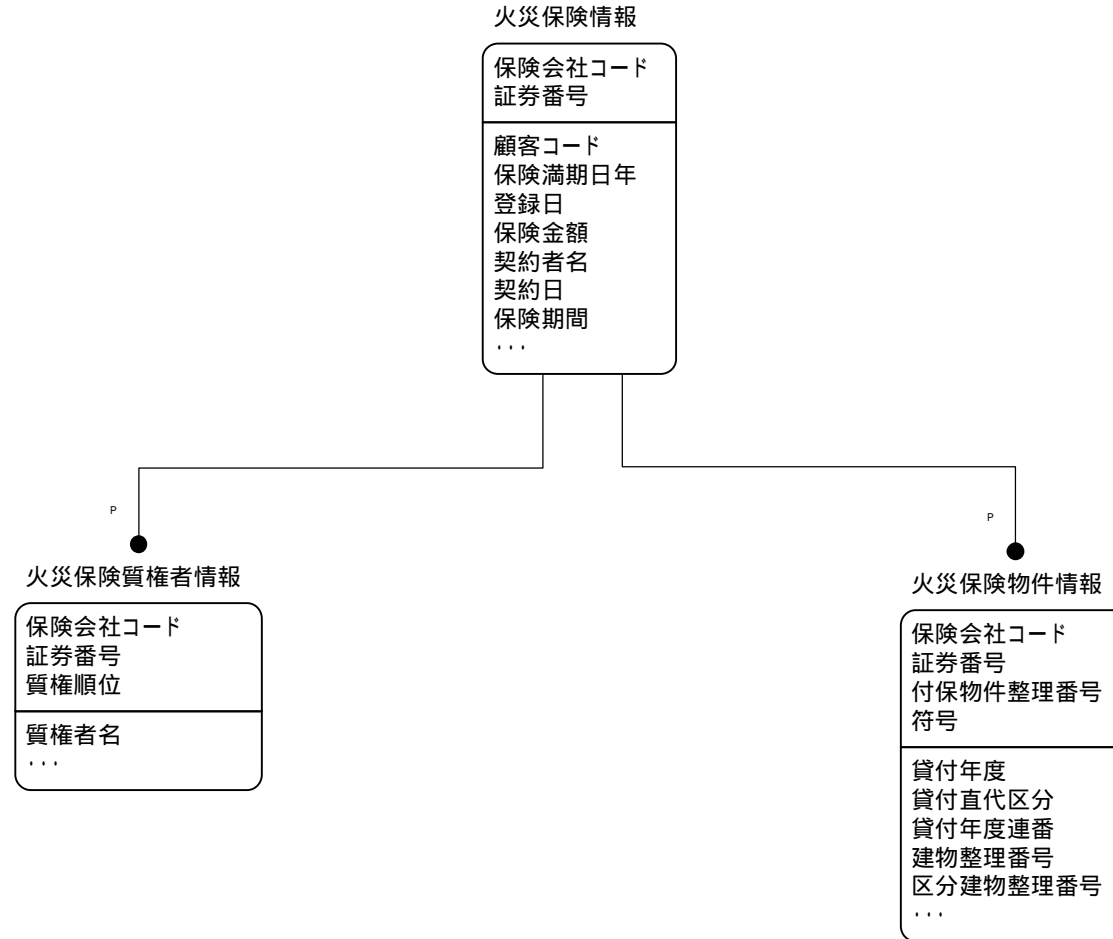 火災保険情報
保険会社コード
証券番号
顧客コード
保険満期日年
登録日
保険金額
契約者名
契約日
保険期間
···
P
火災保険質権者情報
保険会社コード
証券番号
質権順位
質権者名
···
P
火災保険物件情報
保険会社コード
証券番号
付保物件整理番号
符号
貸付年度
貸付直代区分
貸付年度連番
建物整理番号
区分建物整理番号
···